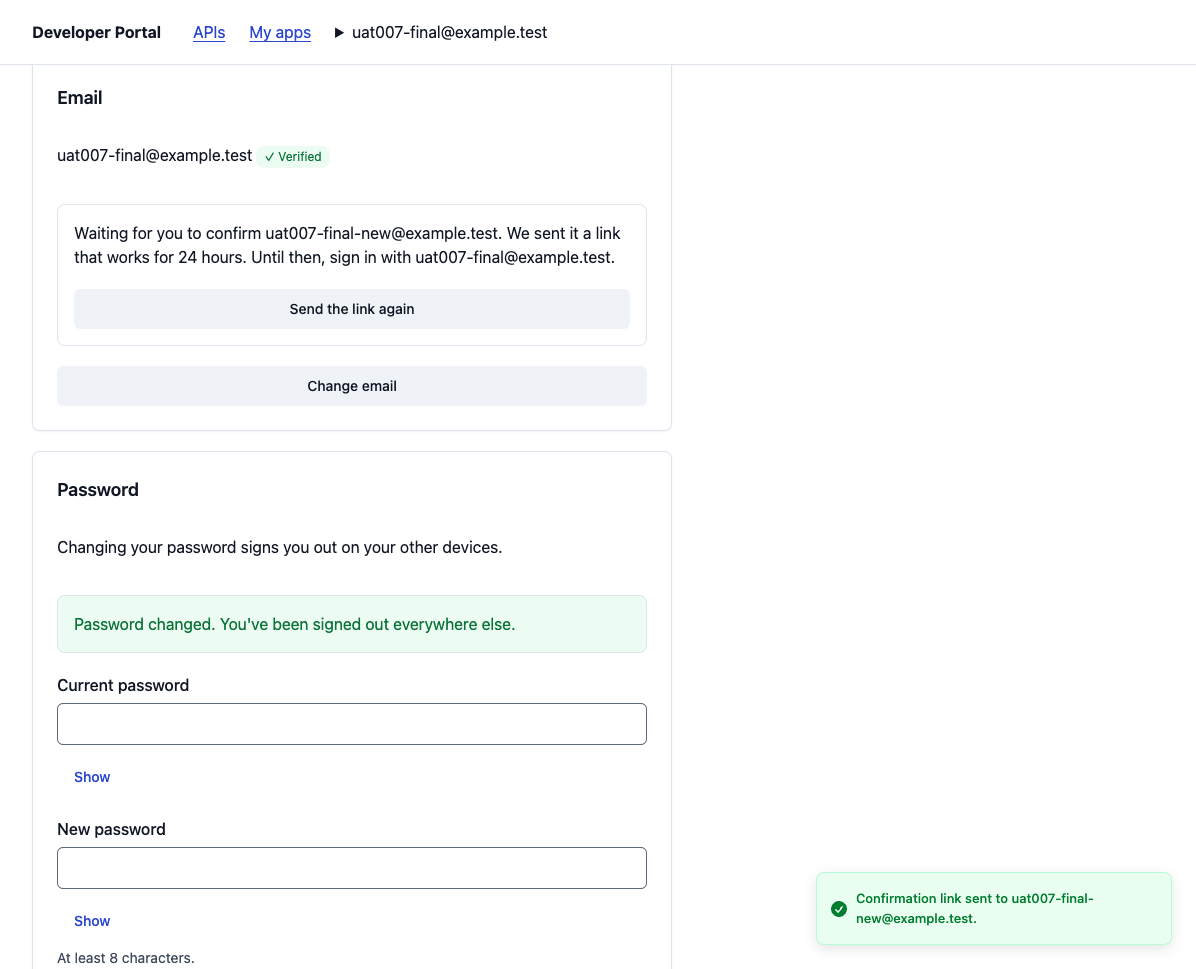 Developer Portal APIs My apps ▶ uat007-final@example.test
Email
uat007-final@example.test ✓ Verified
Waiting for you to confirm uat007-final-new@example.test. We sent it a link
that works for 24 hours. Until then, sign in with uat007-final@example.test.
Send the link again
Change email
Password
Changing your password signs you out on your other devices.
Password changed. You've been signed out everywhere else.
Current password
Show
New password
Show
At least 8 characters.
Confirmation link sent to uat007-final-
new@example.test.